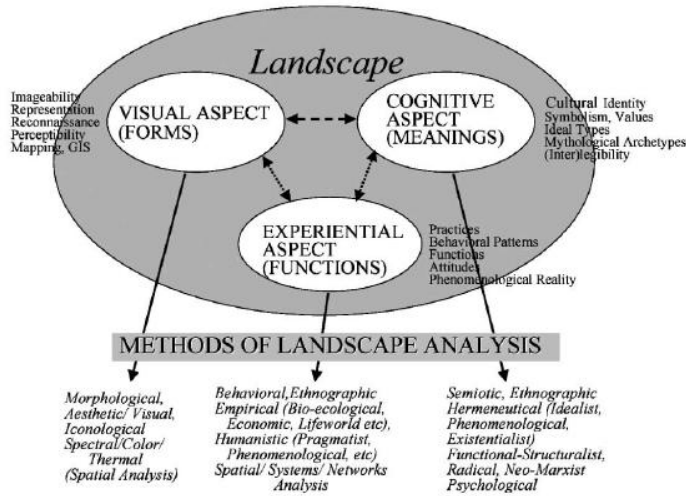 Landscape
Imageability
Representation
Reconnaissance
Perceptibility
Mapping, GIS
VISUAL ASPECT
(FORMS)
COGNITIVE
ASPECT
(MEANINGS)
Cultural Identity
Symbolism, Values
Ideal Types
Mythological Archetypes
(Inter)legibility
EXPERIENTIAL
ASPECT
(FUNCTIONS)
Practices
Behavioral Patterns
Functions
Attitudes
Phenomenological Reality
METHODS OF LANDSCAPE ANALYSIS
Morphological,
Aesthetic/ Visual,
Iconological
Spectral/Color/
Thermal
(Spatial Analysis)
Behavioral,Ethnographic
Empirical (Bio-ecological,
Economic, Lifeworld etc),
Humanistic (Pragmatist,
Phenomenological, etc)
Spatial/ Systems/ Networks
Analysis
Semiotic, Ethnographic
Hermeneutical (Idealist,
Phenomenological,
Existentialist)
Functional-Structuralist,
Radical, Neo-Marxist
Psychological